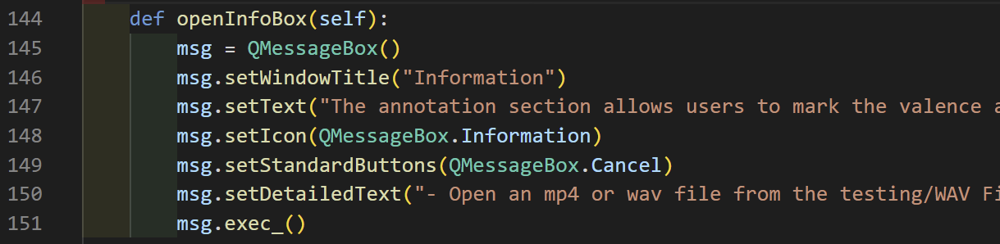 144 def openInfoBox(self):
145 msg = QMessageBox()
146 msg.setWindowTitle("Information")
147 msg.setText("The annotation section allows users to mark the valence a
148 msg.setIcon(QMessageBox.Information)
149 msg.setStandardButtons(QMessageBox.Cancel)
150 msg.setDetailedText("- Open an mp4 or wav file from the testing/WAV Fi
151 msg.exec_()